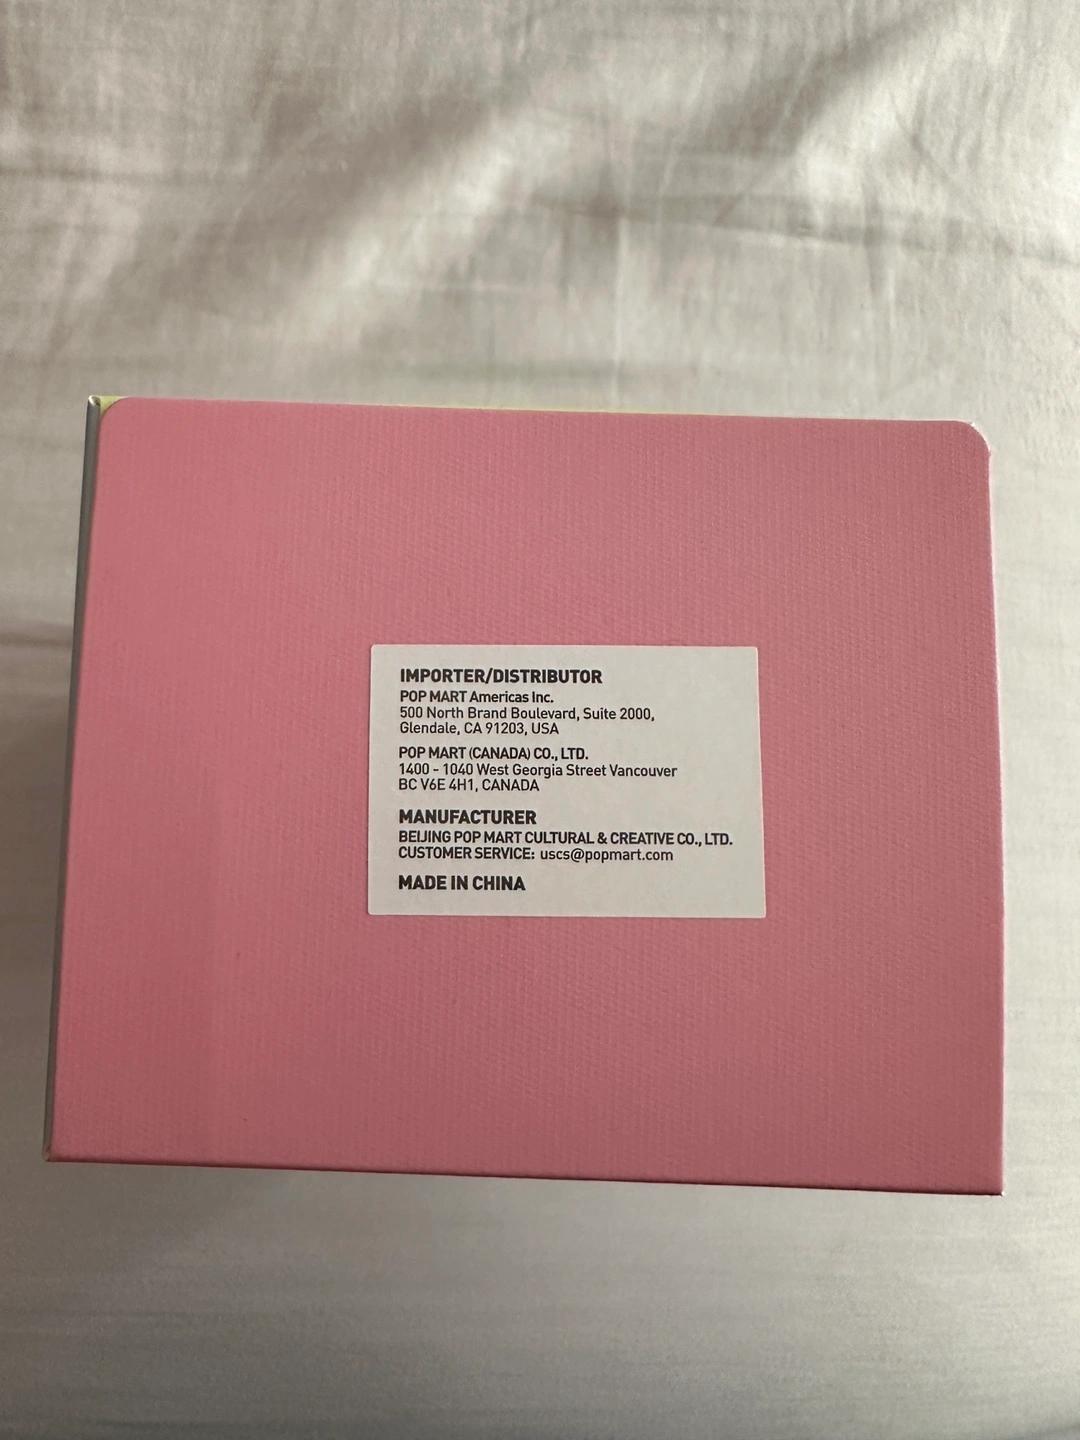 IMPORTER/DISTRIBUTOR
POP MART Americas Inc.
500 North Brand Boulevard, Suite 2000,
Glendale, CA 91203, USA
POP MART (CANADA) CO., LTD.
1400 - 1040 West Georgia Street Vancouver
BC V6E 4H1, CANADA
MANUFACTURER
BEIJING POP MART CULTURAL & CREATIVE CO., LTD.
CUSTOMER SERVICE: uscs@popmart.com
MADE IN CHINA